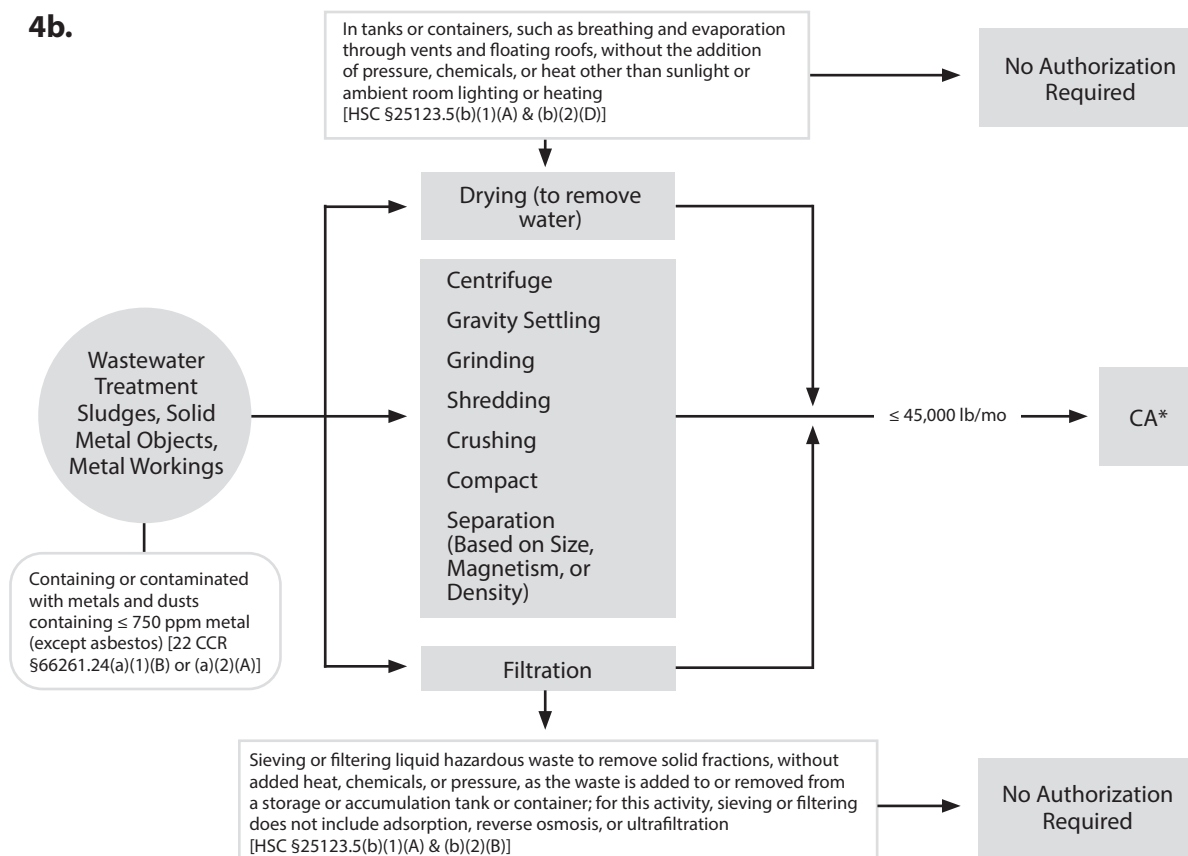 4b.
In tanks or containers, such as breathing and evaporation
through vents and floating roofs, without the addition
of pressure, chemicals, or heat other than sunlight or
ambient room lighting or heating
[HSC §25123.5(b)(1)(A) & (b)(2)(D)]
No Authorization
Required
Drying (to remove
water)
Centrifuge
Gravity Settling
Grinding
Shredding
Crushing
Compact
Separation
(Based on Size,
Magnetism, or
Density)
Wastewater
Treatment
Sludges, Solid
Metal Objects,
Metal Workings
≤ 45,000 lb/mo
CA*
Containing or contaminated
with metals and dusts
containing ≤ 750 ppm metal
(except asbestos) [22 CCR
§66261.24(a)(1)(B) or (a)(2)(A)]
Filtration
Sieving or filtering liquid hazardous waste to remove solid fractions, without
added heat, chemicals, or pressure, as the waste is added to or removed from
a storage or accumulation tank or container; for this activity, sieving or filtering
does not include adsorption, reverse osmosis, or ultrafiltration
[HSC §25123.5(b)(1)(A) & (b)(2)(B)]
No Authorization
Required